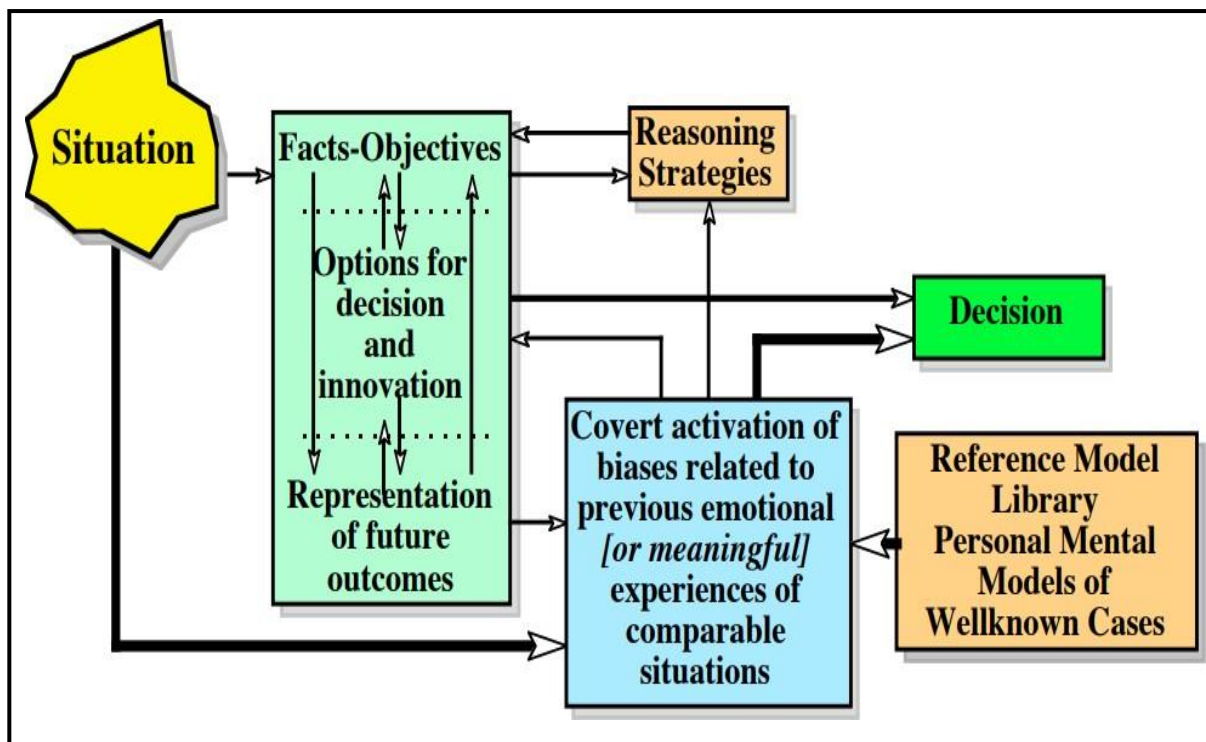 Situation
Facts-Objectives
Options for
decision
and
innovation
Representation
of future
outcomes
Reasoning
Strategies
Decision
Covert activation of
biases related to
previous emotional
[or meaningful]
experiences of
comparable
situations
Reference Model
Library
Personal Mental
Models of
Wellknown Cases